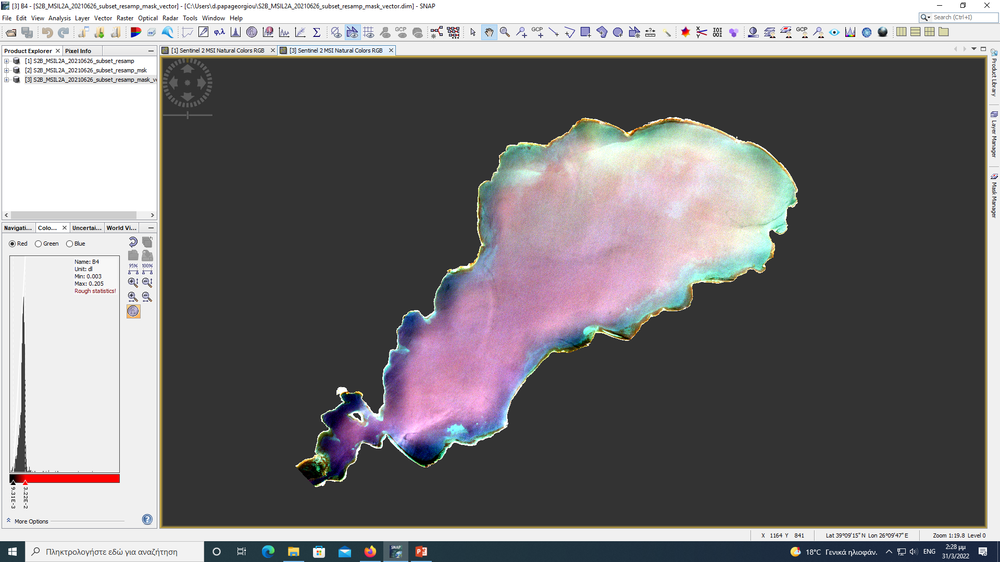 [3] B4 - [S2B_MSIL2A_20210626_subset_resamp_mask_vector] - [C:\Users\d.papageorgiou\S2B_MSIL2A_20210626_subset_resamp_mask_vector.dim] - SNAP
File Edit View Analysis Layer Vector Raster Optical Radar Tools Window Help
Search (Ctrl+I)
φ,λ
GCP
GCP
GCP
Product Explorer
Pixel Info
[1] Sentinel 2 MSI Natural Colors RGB
[3] Sentinel 2 MSI Natural Colors RGB
[1] S2B_MSIL2A_20210626_subset_resamp
[2] S2B_MSIL2A_20210626_subset_resamp_msk
[3] S2B_MSIL2A_20210626_subset_resamp_mask_ve
Product Library
Layer Manager
Mask Manager
Navigati...
Colo...
Uncertai...
World Vi...
Red
Green
Blue
Name: B4
Unit: dl
Min: 0.003
Max: 0.205
Rough statistics!
95%
100%
9.31E-3
3.22E-2
More Options
X 1164 Y 841
Lat 39°09'15" N Lon 26°09'47" E
Zoom 1:19.8 Level 0
Πληκτρολογήστε εδώ για αναζήτηση
SNAP
18°C Γενικά ηλιοφάν.
ENG
2:28 μμ
31/3/2022